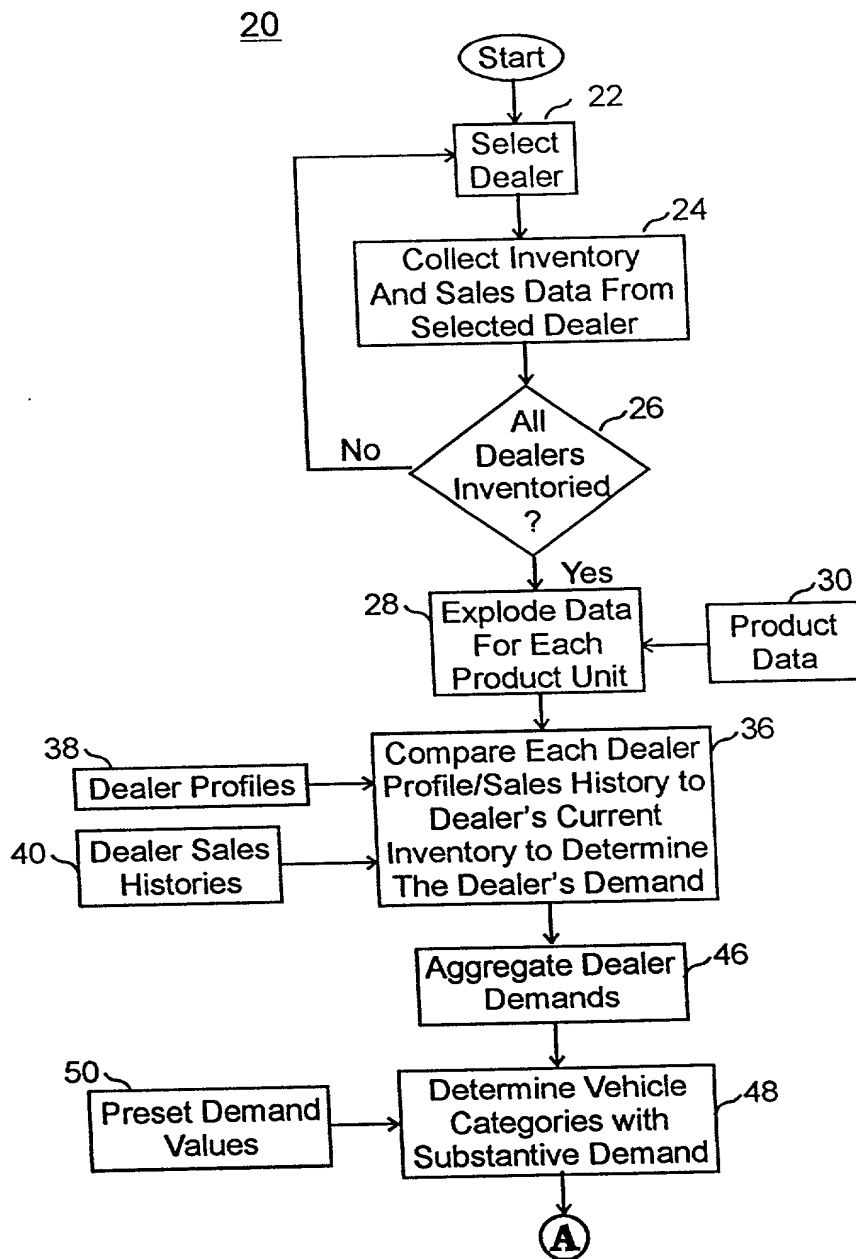 20
Start
22
Select
Dealer
24
Collect Inventory
And Sales Data From
Selected Dealer
26
All
Dealers
Inventoried
?
No
Yes
28
Explode Data
For Each
Product Unit
30
Product
Data
36
Compare Each Dealer
Profile/Sales History to
Dealer's Current
Inventory to Determine
The Dealer's Demand
38
Dealer Profiles
40
Dealer Sales
Histories
46
Aggregate Dealer
Demands
50
Preset Demand
Values
48
Determine Vehicle
Categories with
Substantive Demand
A